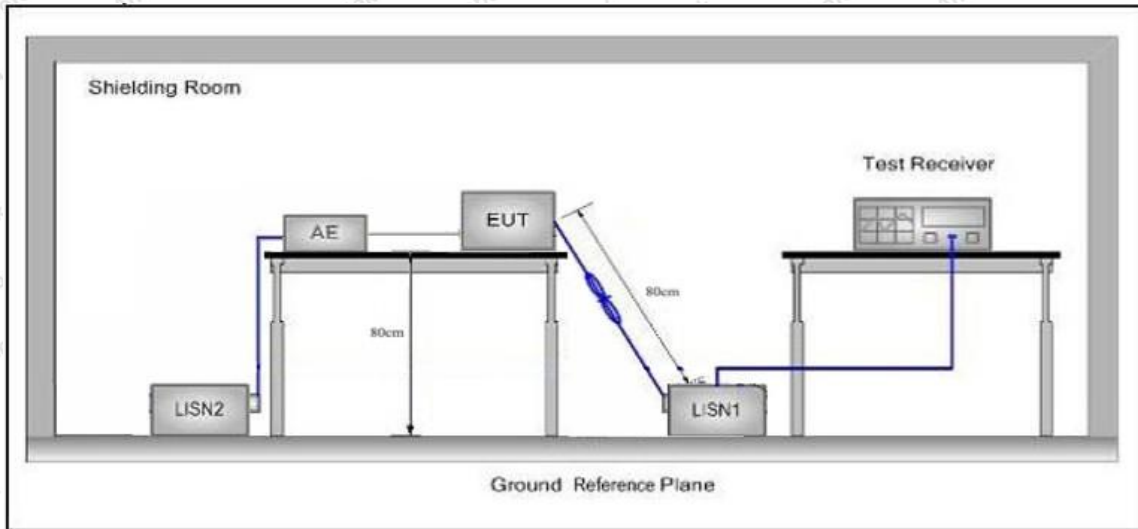 Shielding Room
Test Receiver
EUT
AE
80cm
80cm
LISN2
LISN1
Ground Reference Plane